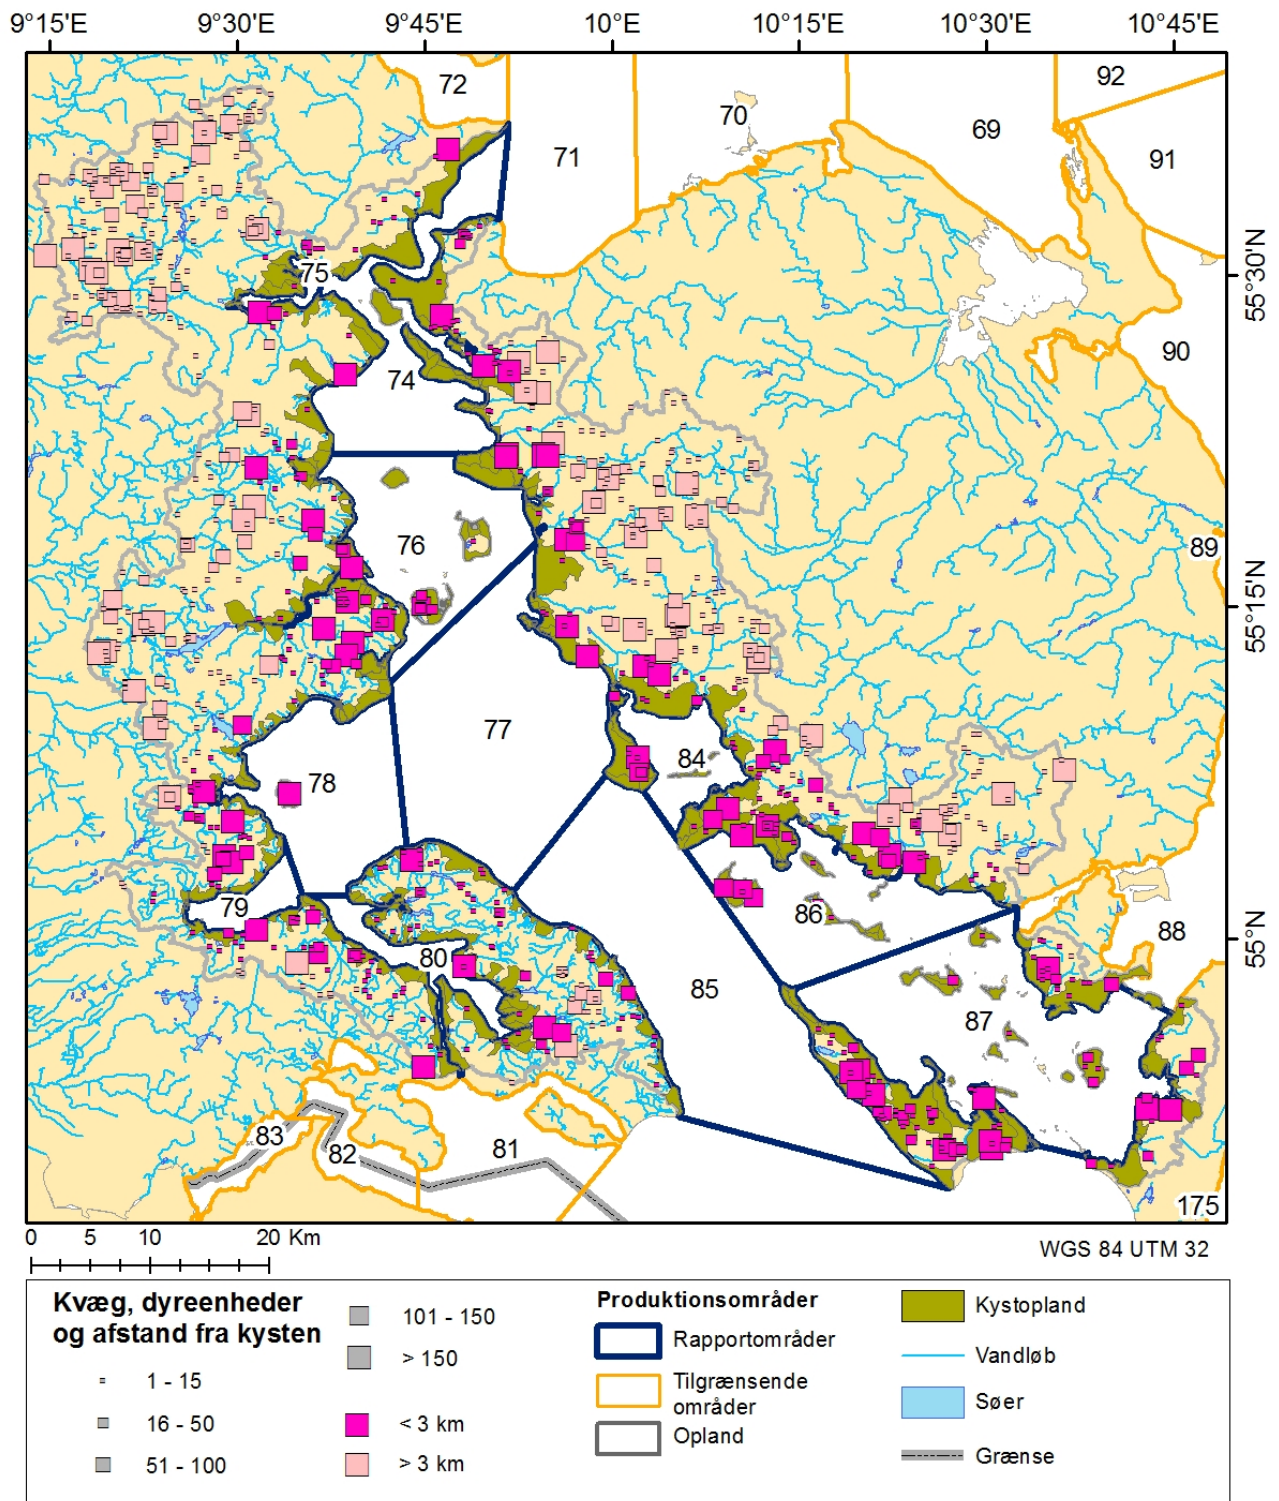 9°15'E 9°30'E 9°45'E 10°E 10°15'E 10°30'E 10°45'E
72
92
70
71
69
91
55°30'N
75
90
74
76
89
55°15'N
77
84
78
79
86
88
55°N
80
85
87
83
82
81
175
0 5 10 20 Km
WGS 84 UTM 32
Kvæg, dyreenheder
og afstand fra kysten
1 - 15
16 - 50
51 - 100
101 - 150
> 150
< 3 km
> 3 km
Produktionsområder
Rapportområder
Tilgrænsende
områder
Opland
Kystopland
Vandløb
Søer
Grænse